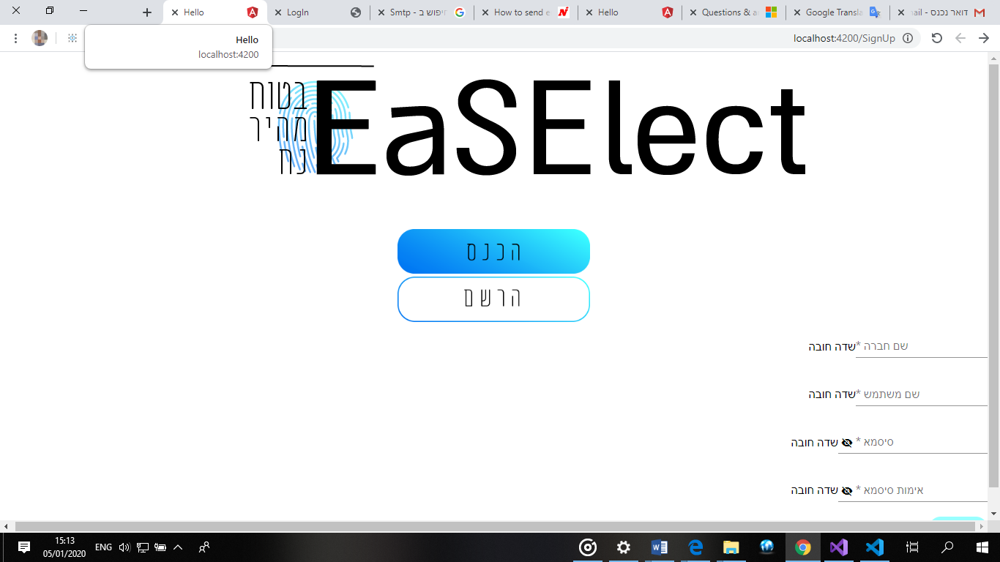 Hello
LogIn
Smtp - חיפוש ב
How to send e
Hello
Questions & a
Google Transla
דואר נכנס - ail
Hello
localhost:4200
localhost:4200/SignUp
בטוח
מהיר
נח
EaSElect
הכנס
הרשם
שם חברה *שדה חובה
שם משתמש *שדה חובה
סיסמא * שדה חובה
אימות סיסמא * שדה חובה
15:13
05/01/2020
ENG